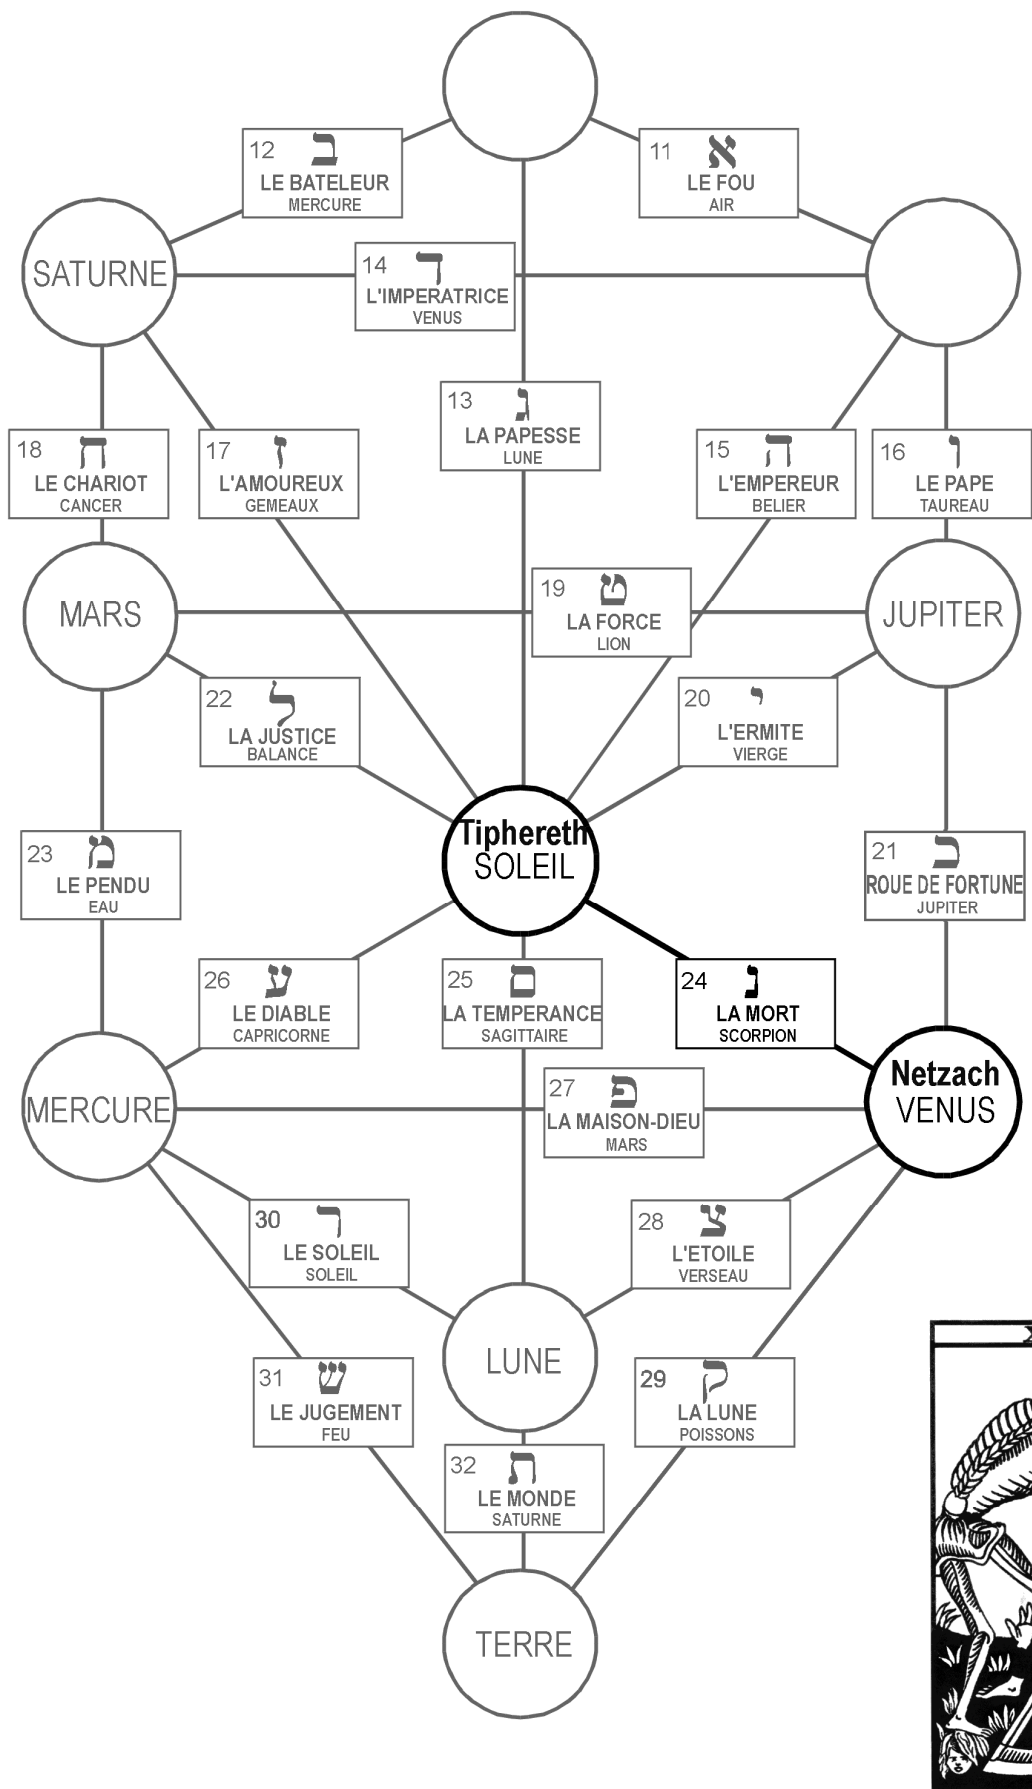 12 ב
LE BATELEUR
MERCURE
11 א
LE FOU
AIR
SATURNE
14 ד
L'IMPERATRICE
VENUS
13 ג
LA PAPESSE
LUNE
18 ח
LE CHARIOT
CANCER
17 ז
L'AMOUREUX
GEMEAUX
15 ה
L'EMPEREUR
BELIER
16 ו
LE PAPE
TAUREAU
MARS
19 ט
LA FORCE
LION
JUPITER
22 ל
LA JUSTICE
BALANCE
20 י
L'ERMITE
VIERGE
Tiphereth
SOLEIL
23 מ
LE PENDU
EAU
21 כ
ROUE DE FORTUNE
JUPITER
26 ע
LE DIABLE
CAPRICORNE
25 ם
LA TEMPERANCE
SAGITTAIRE
24 נ
LA MORT
SCORPION
MERCURE
27 פ
LA MAISON-DIEU
MARS
Netzach
VENUS
30 ר
LE SOLEIL
SOLEIL
28 צ
L'ETOILE
VERSEAU
LUNE
31 ש
LE JUGEMENT
FEU
29 ק
LA LUNE
POISSONS
32 ת
LE MONDE
SATURNE
TERRE